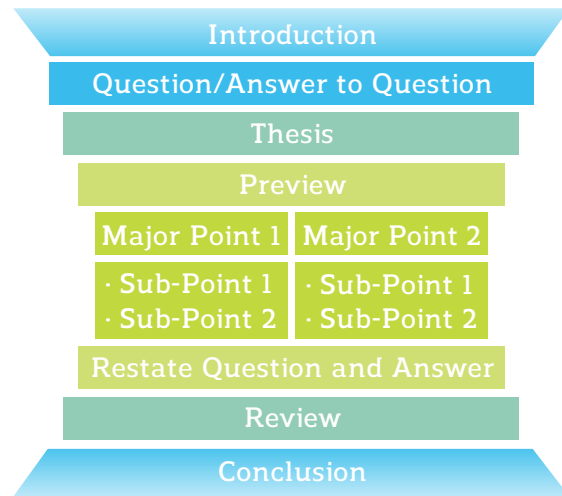 Introduction
Question/Answer to Question
Thesis
Preview
Major Point 1
· Sub-Point 1
· Sub-Point 2
Major Point 2
· Sub-Point 1
· Sub-Point 2
Restate Question and Answer
Review
Conclusion